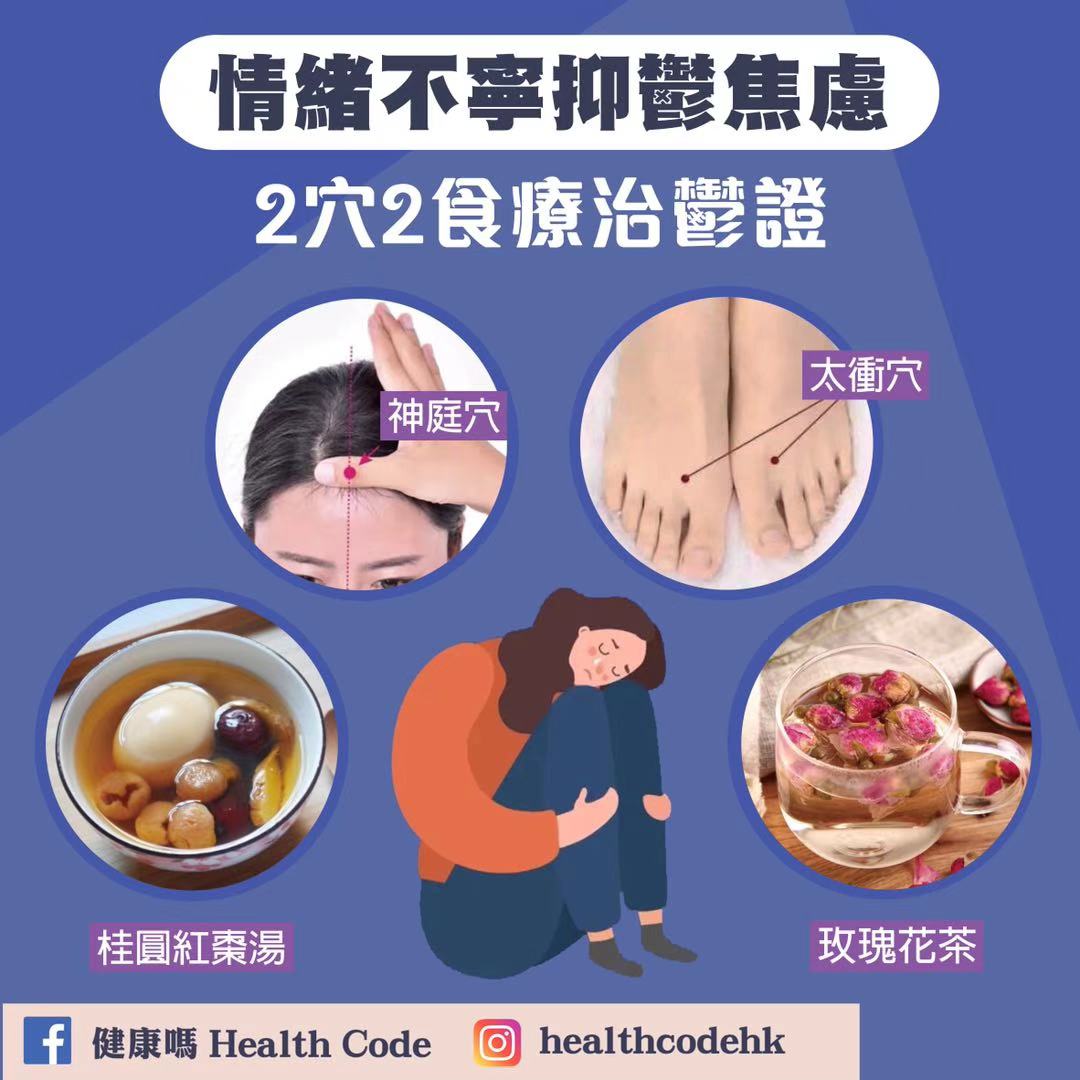 情緒不寧抑鬱焦慮
2穴2食療治鬱證
神庭穴
太衝穴
桂圓紅棗湯
玫瑰花茶
健康嗎 Health Code
healthcodehk